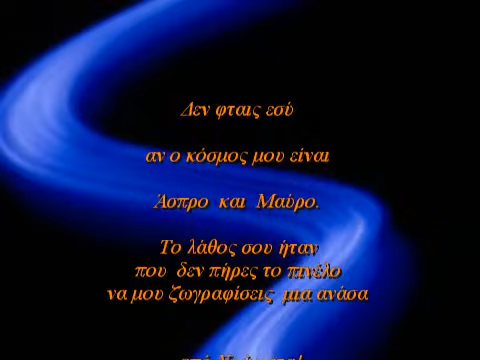 Δεν φταις εσύ
αν ο κόσμος μου είναι
Άσπρο και Μαύρο.
Το λάθος σου ήταν
που δεν πήρες το πινέλο
να μου ζωγραφίσεις μια ανάσα
από